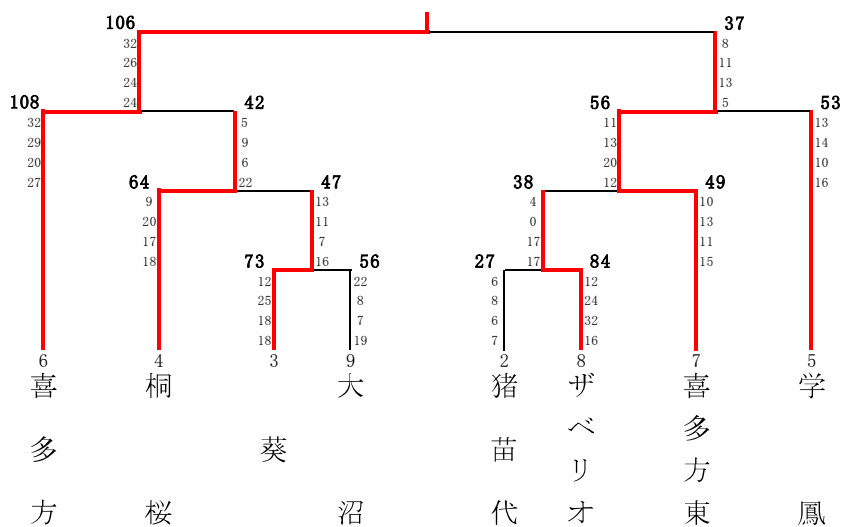 106 37
32 8
26 11
24 13
24 5
108 42 56 53
32 5 11 13
29 9 13 14
20 6 20 10
27 22 12 16
64 47 38 49
9 13 4 10
20 11 0 13
17 7 17 11
18 16 17 15
73 56 27 84
12 22 6 12
25 8 8 24
18 7 6 32
18 19 7 16
6 4 3 9 2 8 7 5
喜多方
桐桜
葵
大沼
猪苗代
ザベリオ
喜多方東
学鳳